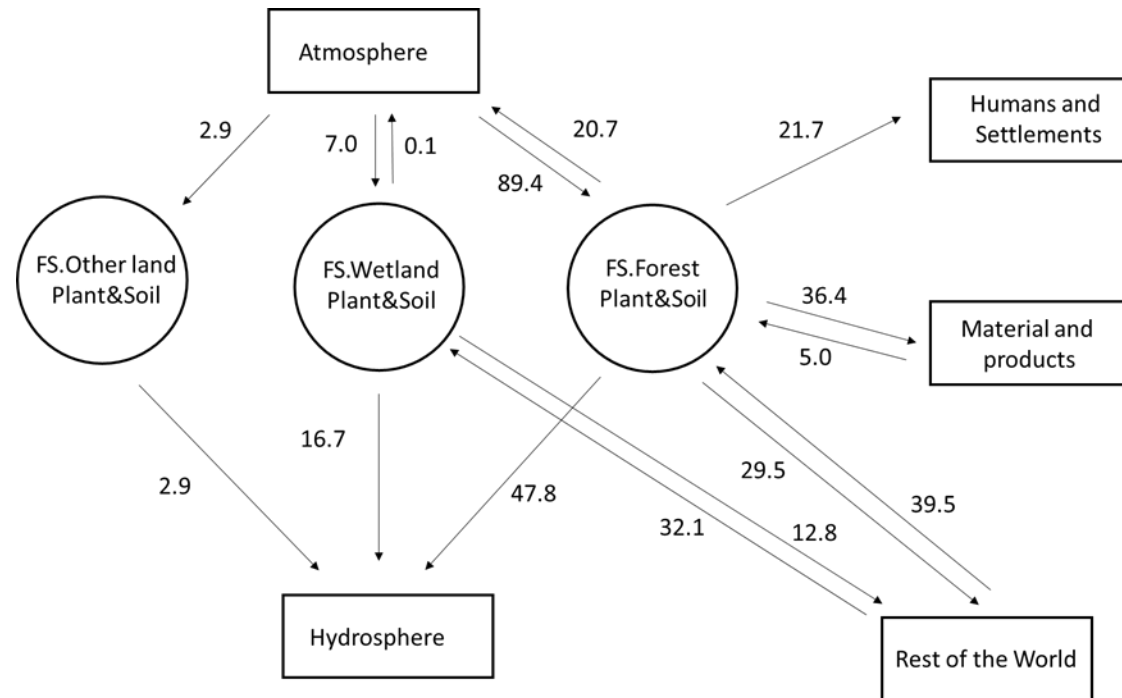 Atmosphere
Humans and
Settlements
2.9
7.0
0.1
20.7
89.4
21.7
FS.Other land
Plant&Soil
FS.Wetland
Plant&Soil
FS.Forest
Plant&Soil
36.4
5.0
Material and
products
2.9
16.7
47.8
32.1
12.8
29.5
39.5
Hydrosphere
Rest of the World